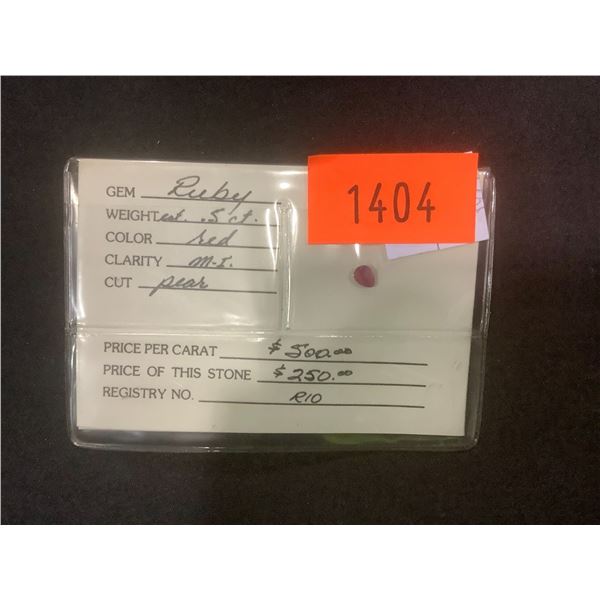 1404
GEM Ruby
WEIGHT est. .5 ct.
COLOR red
CLARITY M-I.
CUT pear
PRICE PER CARAT $500.00
PRICE OF THIS STONE $250.00
REGISTRY NO. R10